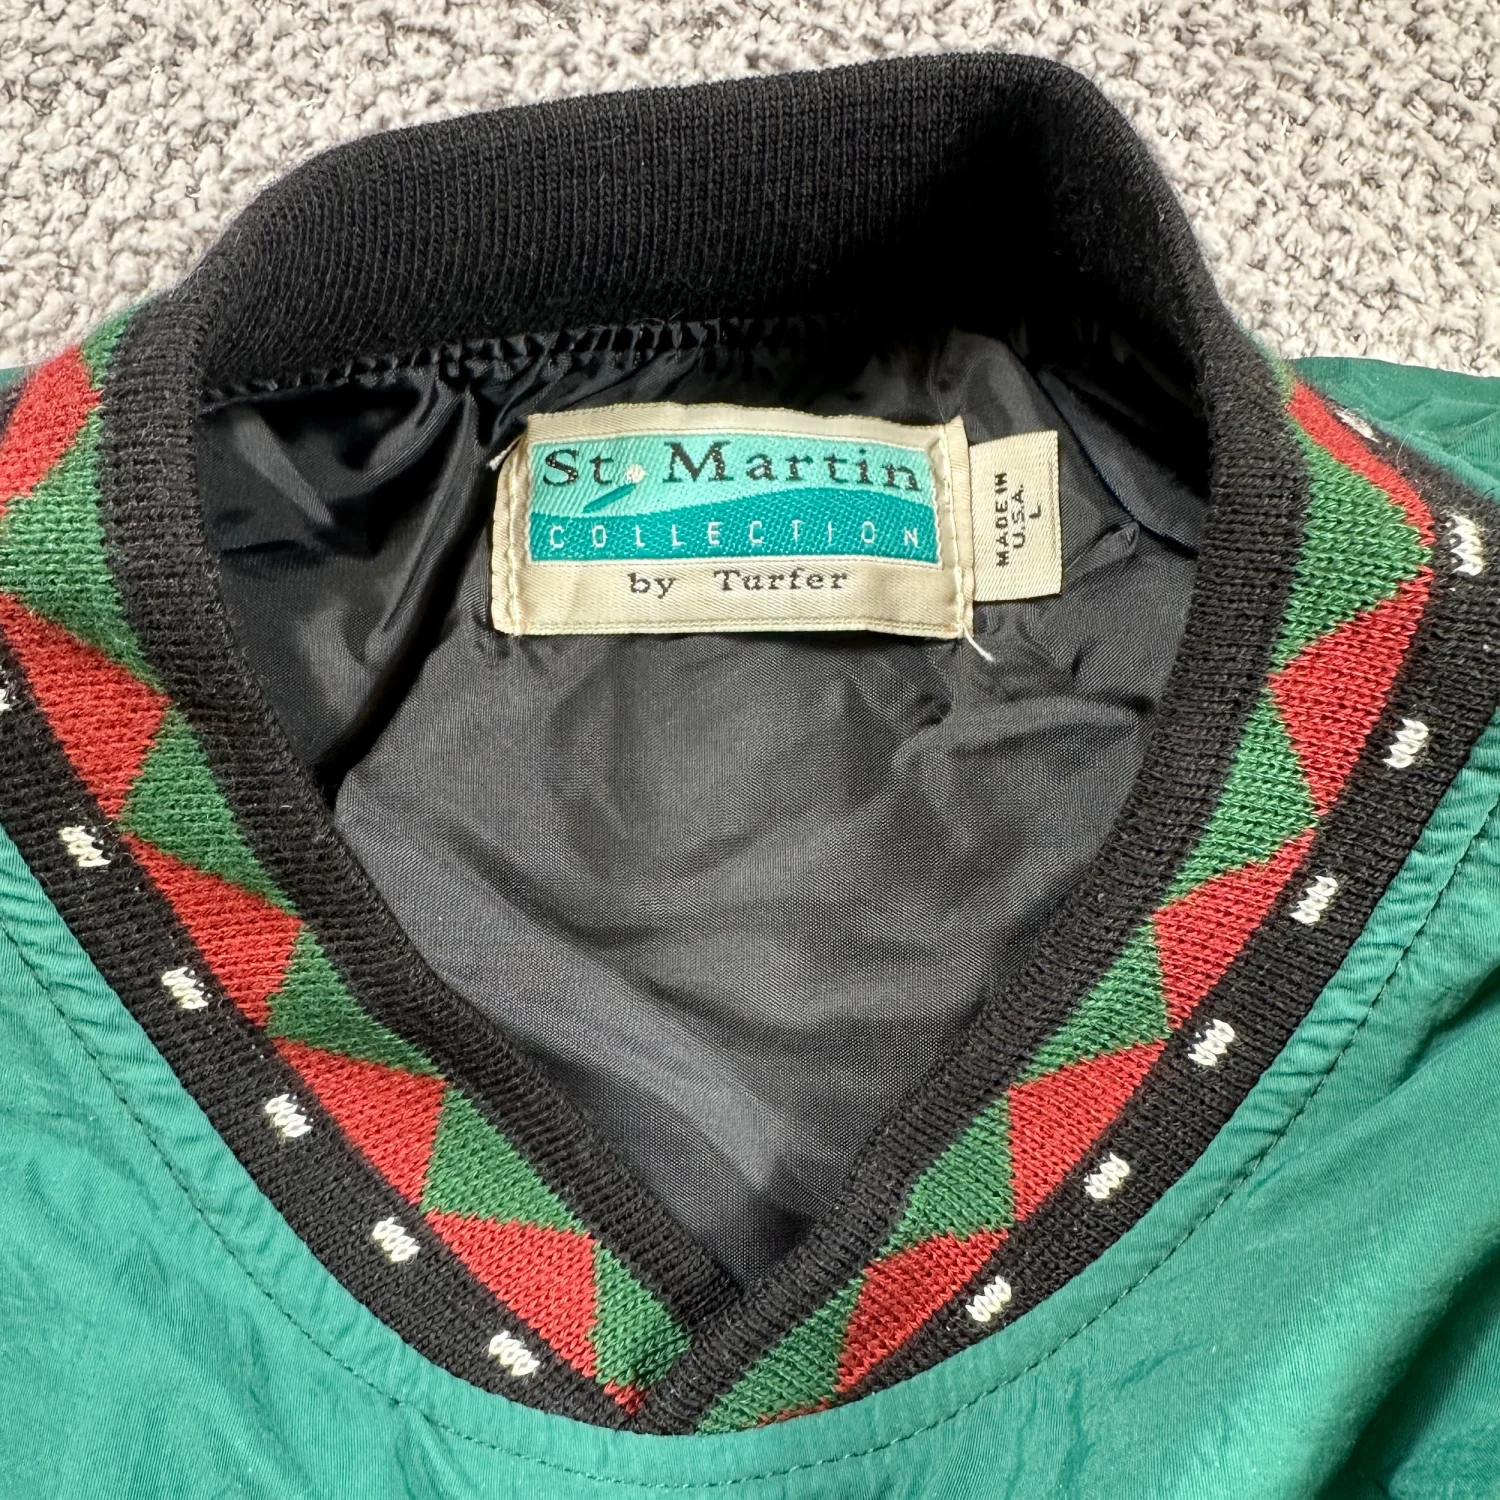 St. Martin
COLLECTION
by Turfer
MADE IN
U.S.A.
L